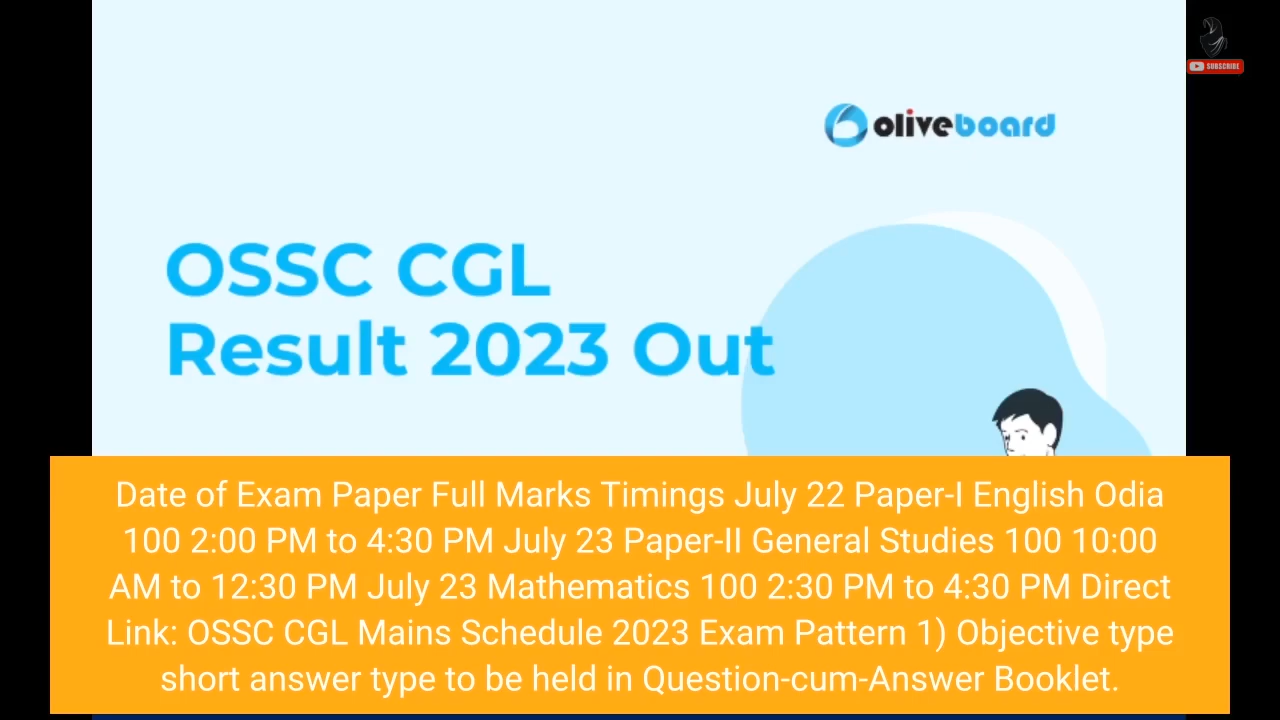 SUBSCRIBE
oliveboard
OSSC CGL
Result 2023 Out
Date of Exam Paper Full Marks Timings July 22 Paper-I English Odia
100 2:00 PM to 4:30 PM July 23 Paper-II General Studies 100 10:00
AM to 12:30 PM July 23 Mathematics 100 2:30 PM to 4:30 PM Direct
Link: OSSC CGL Mains Schedule 2023 Exam Pattern 1) Objective type
short answer type to be held in Question-cum-Answer Booklet.